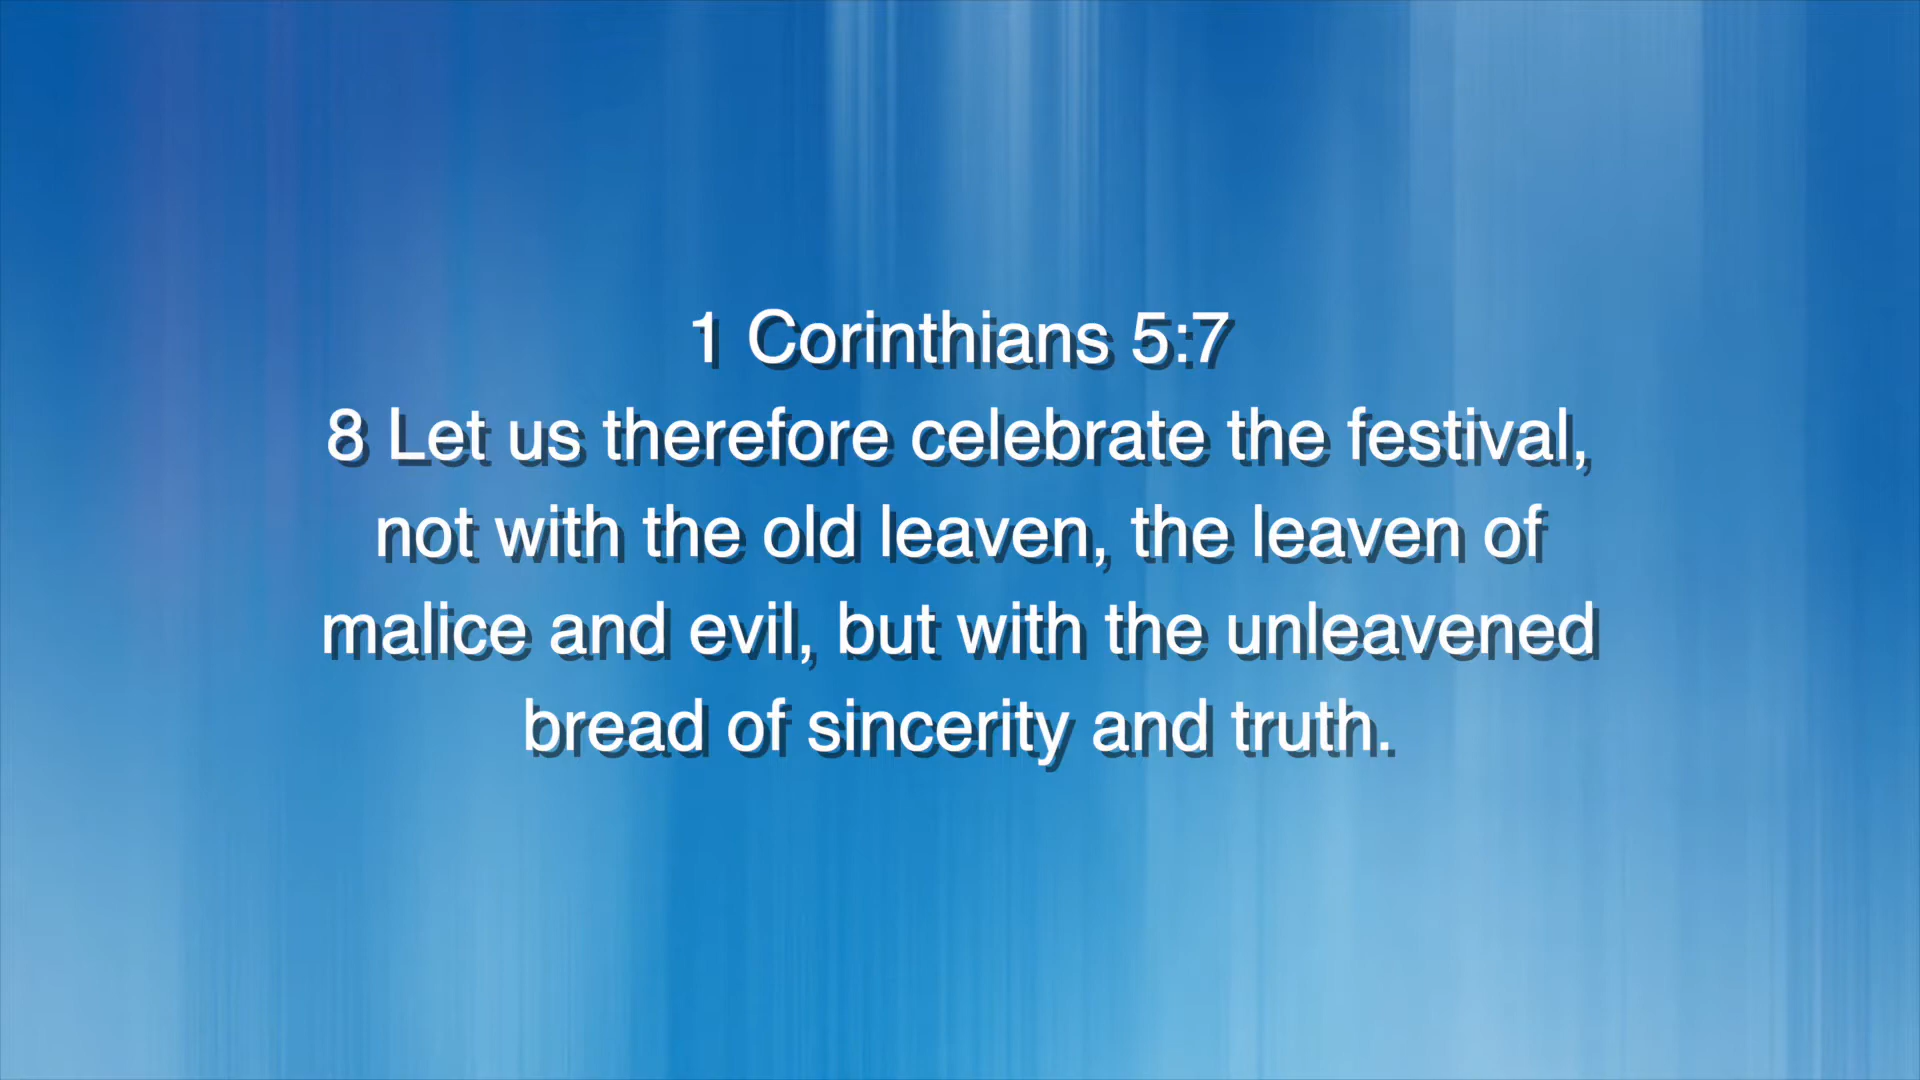 1 Corinthians 5:7
8 Let us therefore celebrate the festival,
not with the old leaven, the leaven of
malice and evil, but with the unleavened
bread of sincerity and truth.